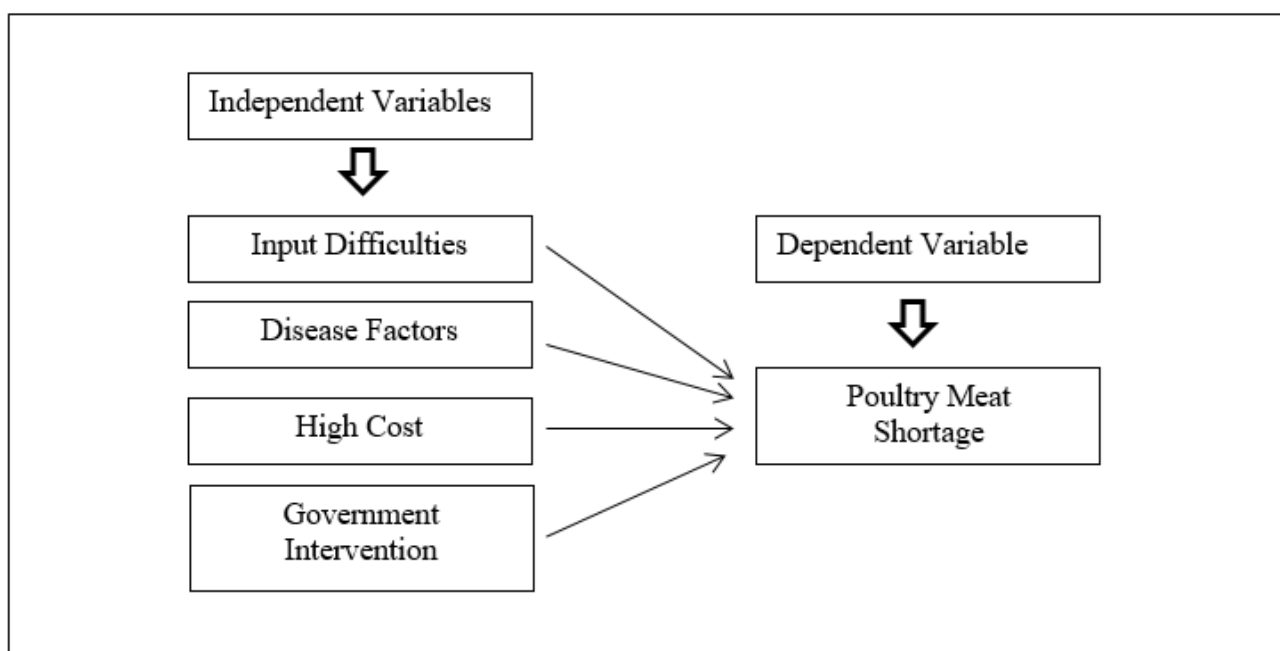 Independent Variables
Input Difficulties
Disease Factors
High Cost
Government
Intervention
Dependent Variable
Poultry Meat
Shortage